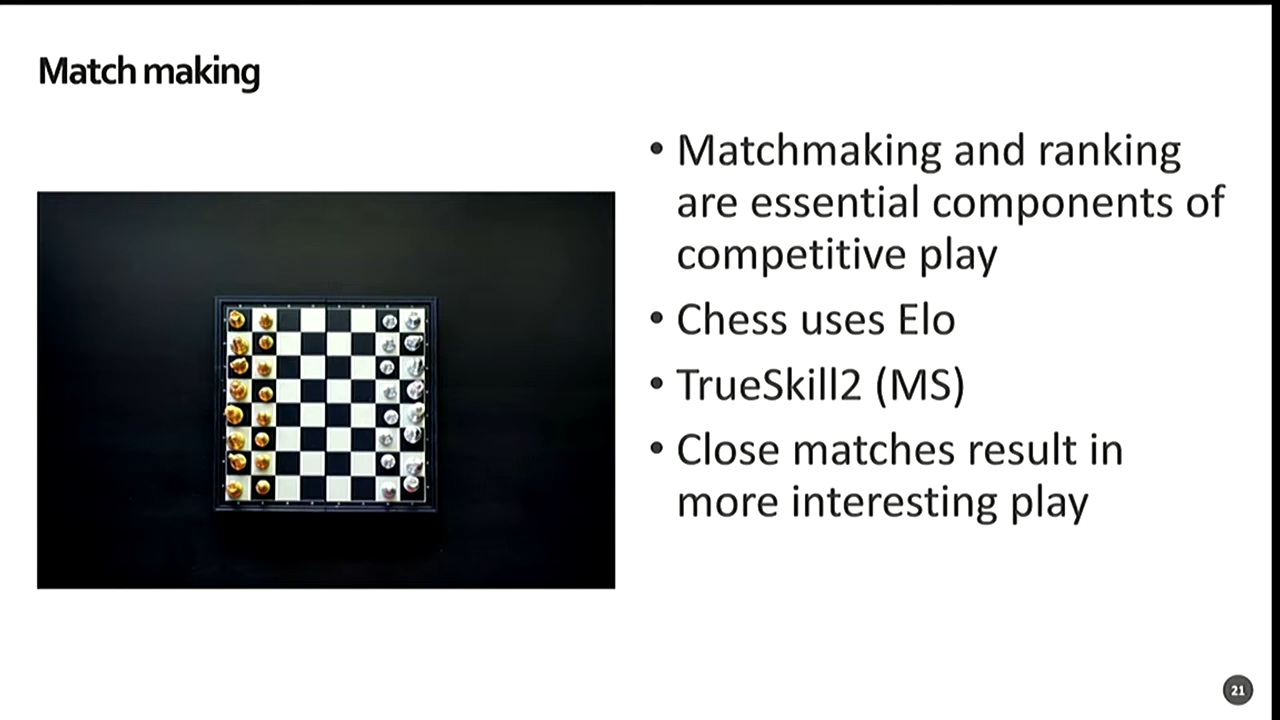 Match making
• Matchmaking and ranking
are essential components of
competitive play
• Chess uses Elo
• TrueSkill2 (MS)
• Close matches result in
more interesting play
21